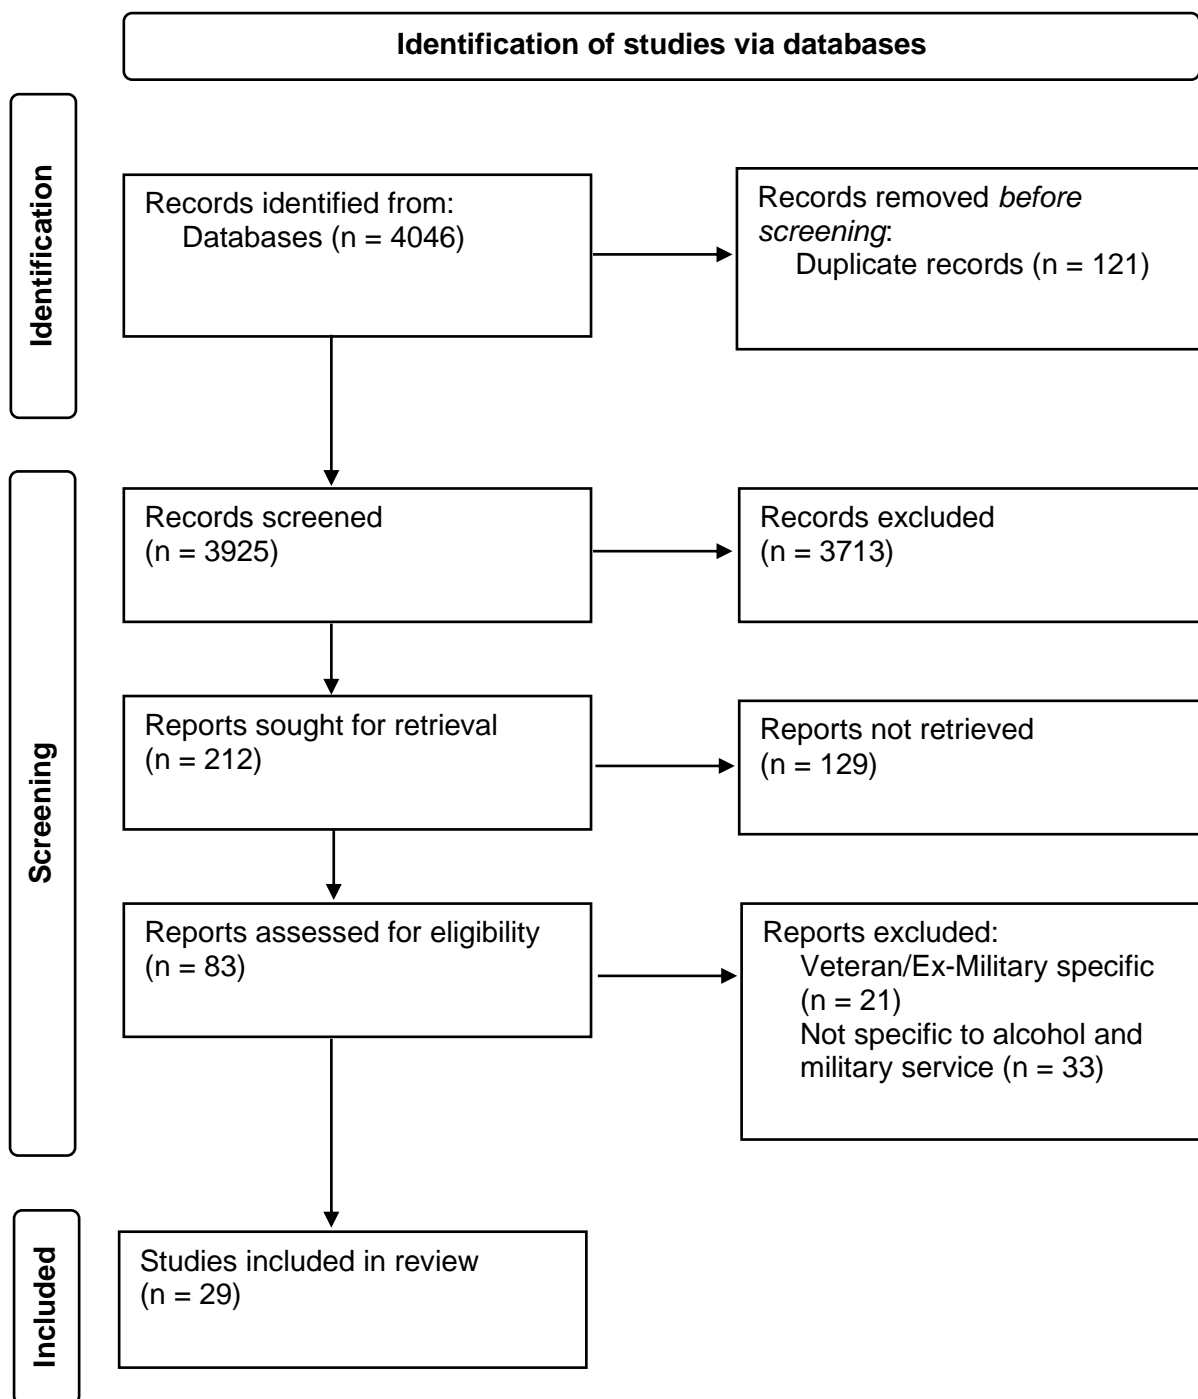 Identification of studies via databases
Identification
Records identified from:
Databases (n = 4046)
Records removed before
screening:
Duplicate records (n = 121)
Screening
Records screened
(n = 3925)
Records excluded
(n = 3713)
Reports sought for retrieval
(n = 212)
Reports not retrieved
(n = 129)
Reports assessed for eligibility
(n = 83)
Reports excluded:
Veteran/Ex-Military specific
(n = 21)
Not specific to alcohol and
military service (n = 33)
Included
Studies included in review
(n = 29)